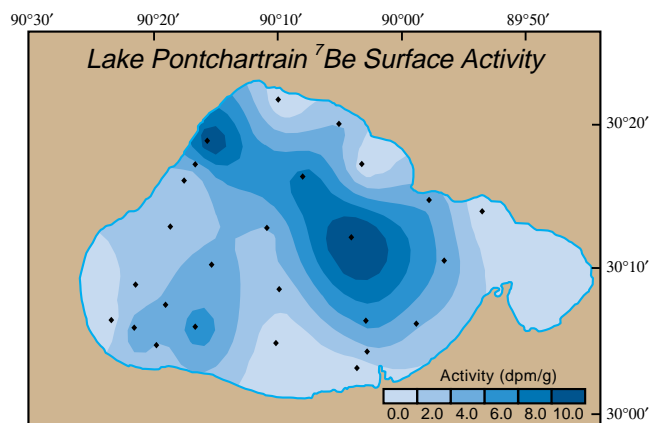 90°30′ 90°20′ 90°10′ 90°00′ 89°50′
Lake Pontchartrain ⁷Be Surface Activity
30°20′
30°10′
Activity (dpm/g)
0.0 2.0 4.0 6.0 8.0 10.0
30°00′